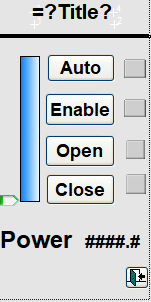 =?Title?
Auto
Enable
Open
Close
Power ####.#